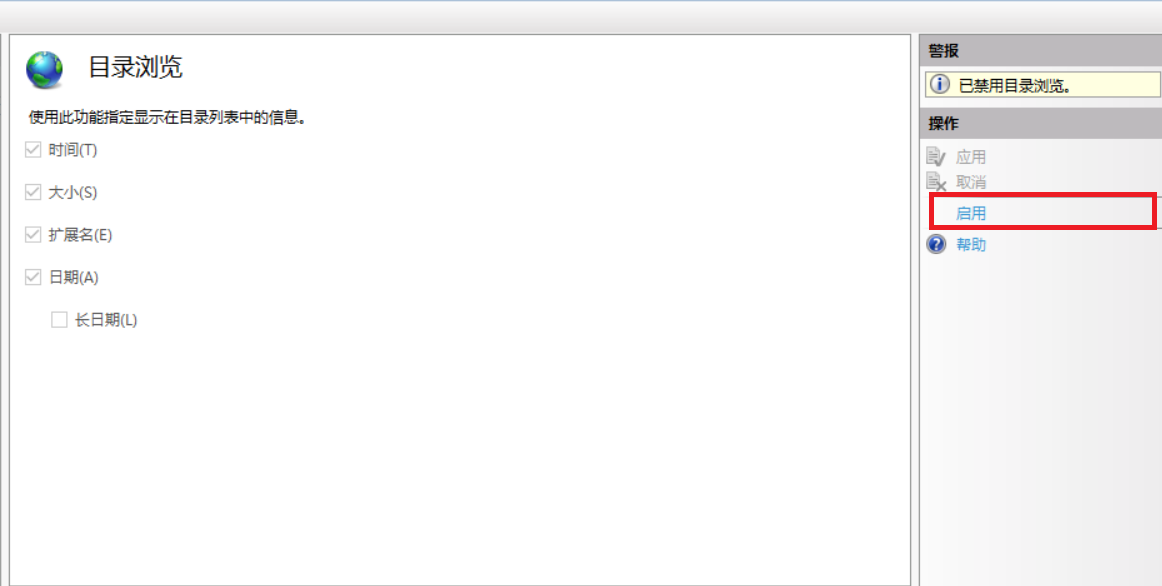 目录浏览
使用此功能指定显示在目录列表中的信息。
时间(T)
大小(S)
扩展名(E)
日期(A)
长日期(L)
警报
已禁用目录浏览。
操作
应用
取消
启用
帮助